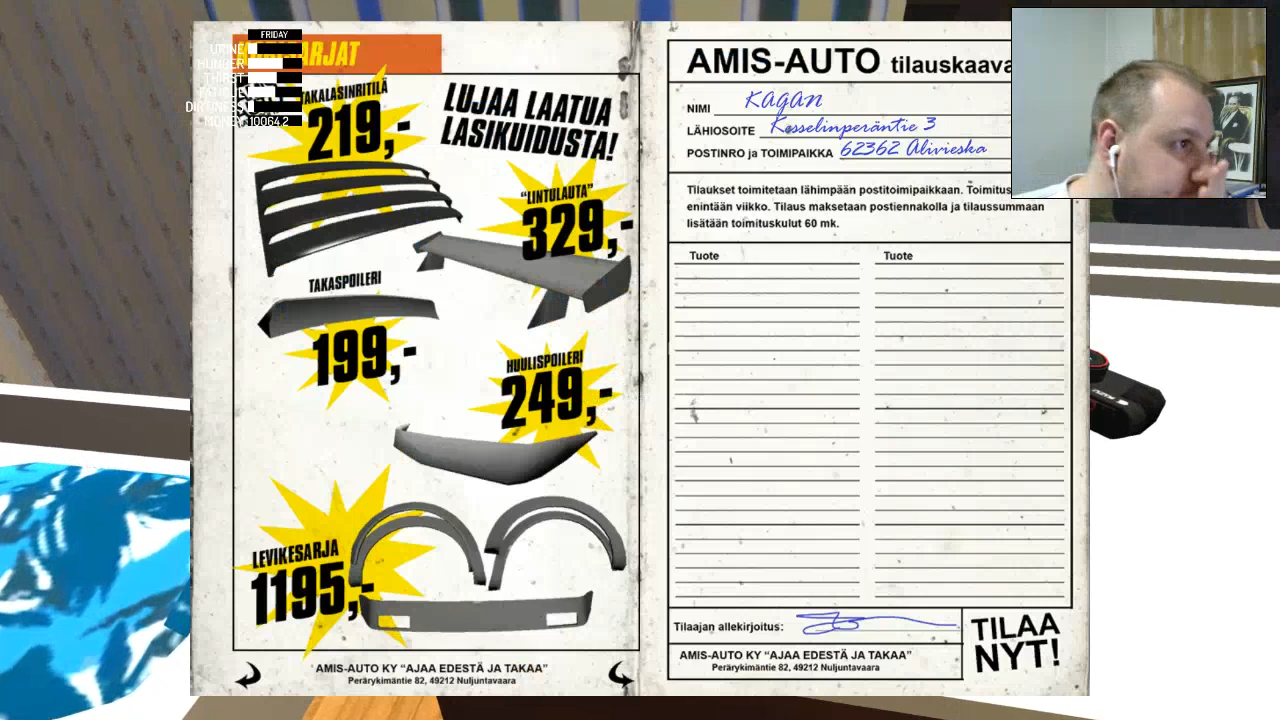 FRIDAY
URINE
HUNGER
THIRST
FATIGUE
DIRTINESS
MONEY 10064.2
TAKALASINRITILÄ
219,-
LUJAA LAATUA
LASIKUIDUSTA!
"LINTULAUTA"
329,-
TAKASPOILERI
199,-
HUULISPOILERI
249,-
LEVIKESARJA
1195,-
AMIS-AUTO KY "AJAA EDESTÄ JA TAKAA"
Perärykimäntie 82, 49212 Nuljuntavaara
AMIS-AUTO tilauskaava
NIMI KAGAN
LÄHIOSOITE Kesselinperäntie 3
POSTINRO ja TOIMIPAIKKA 62362 Alivieska
Tilaukset toimitetaan lähimpään postitoimipaikkaan.
enintään viikko. Tilaus maksetaan postiennakolla ja tilaussummaan
lisätään toimituskulut 60 mk.
Tuote Tuote
Tilaajan allekirjoitus:
AMIS-AUTO KY "AJAA EDESTÄ JA TAKAA"
Perärykimäntie 82, 49212 Nuljuntavaara
TILAA
NYT!